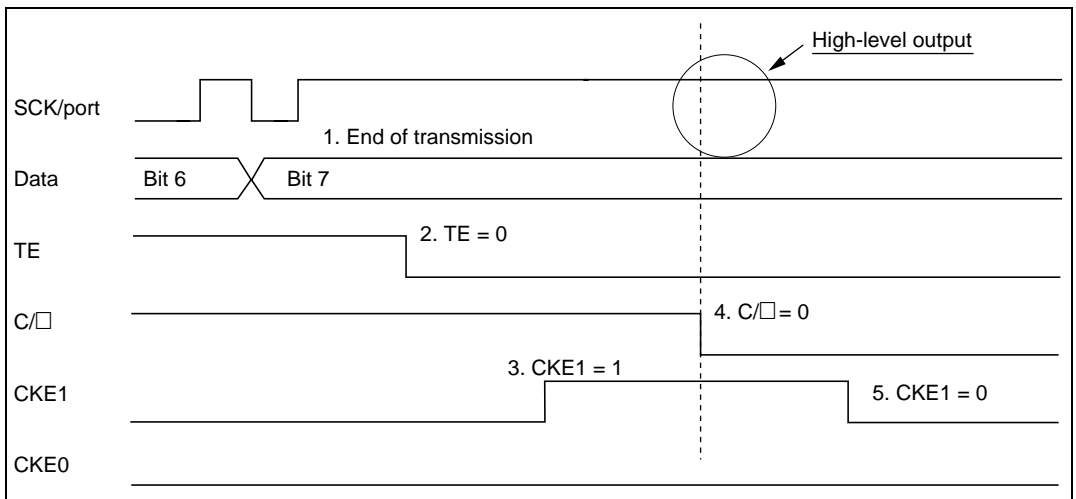 High-level output
SCK/port
1. End of transmission
Data
Bit 6
Bit 7
TE
2. TE = 0
C/□
4. C/□ = 0
3. CKE1 = 1
CKE1
5. CKE1 = 0
CKE0